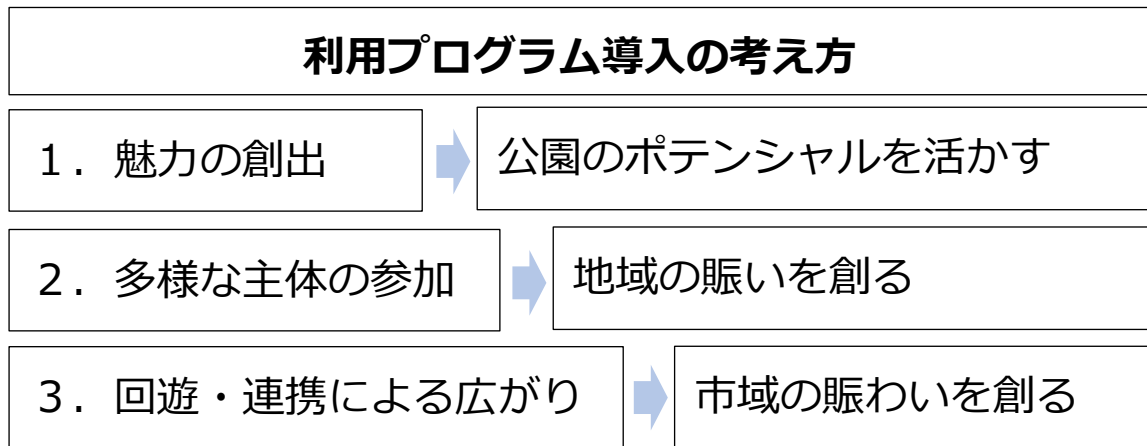 利用プログラム導入の考え方
１．魅力の創出
公園のポテンシャルを活かす
２．多様な主体の参加
地域の賑いを創る
３．回遊・連携による広がり
市域の賑わいを創る